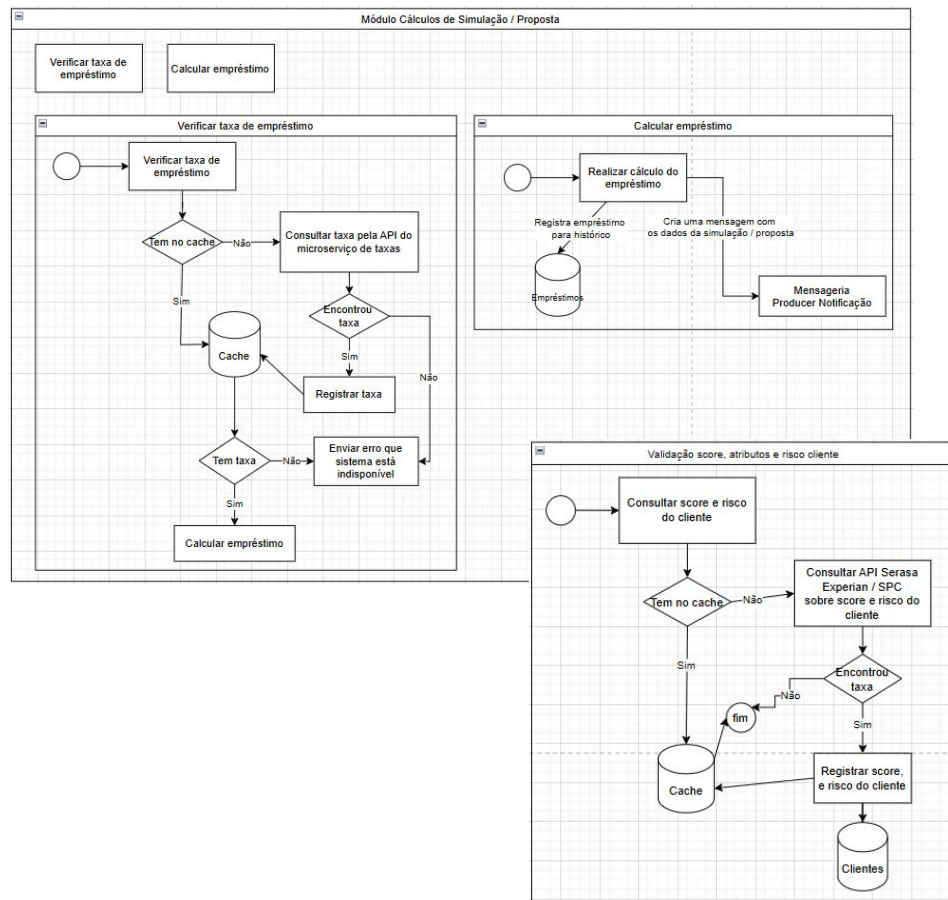 Módulo Cálculos de Simulação / Proposta
Verificar taxa de
empréstimo
Calcular empréstimo
Verificar taxa de empréstimo
Verificar taxa de
empréstimo
Tem no cache
Não
Consultar taxa pela API do
microserviço de taxas
Sim
Encontrou
taxa
Cache
Sim
Não
Registrar taxa
Tem taxa
Não
Enviar erro que
sistema está
indisponível
Sim
Calcular empréstimo
Calcular empréstimo
Realizar cálculo do
empréstimo
Registra empréstimo
para histórico
Cria uma mensagem com
os dados da simulação / proposta
Empréstimos
Mensageria
Producer Notificação
Validação score, atributos e risco cliente
Consultar score e risco
do cliente
Tem no cache
Não
Consultar API Serasa
Experian / SPC
sobre score e risco do
cliente
Sim
Encontrou
taxa
Não
fim
Sim
Cache
Registrar score,
e risco do cliente
Clientes